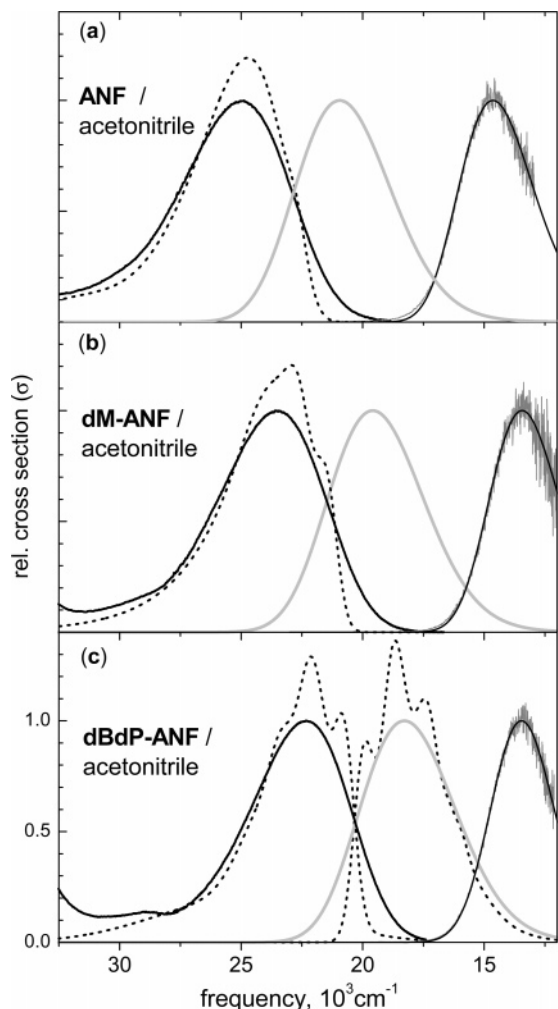 (a)
ANF /
acetonitrile
(b)
dM-ANF /
acetonitrile
rel. cross section (σ)
(c)
1.0
dBdP-ANF /
acetonitrile
0.5
0.0
30 25 20 15
frequency, 10³cm⁻¹